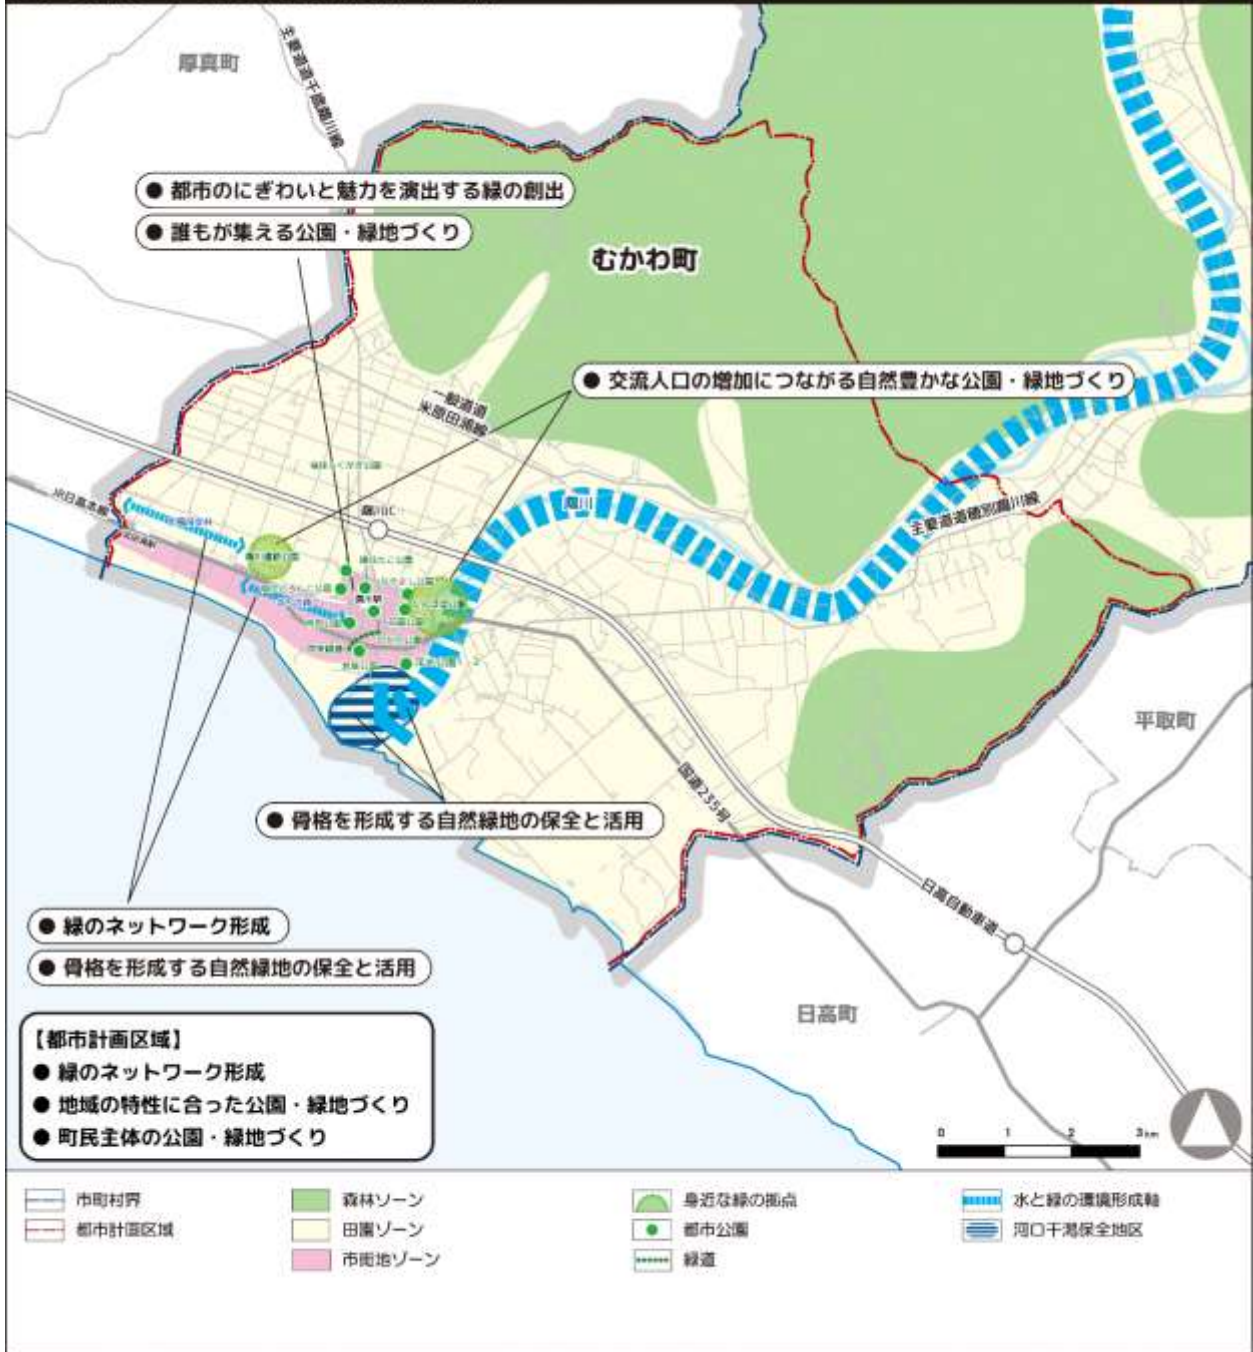 厚真町
主要道道千歳鵡川線
● 都市のにぎわいと魅力を演出する緑の創出
● 誰もが集える公園・緑地づくり
むかわ町
● 交流人口の増加につながる自然豊かな公園・緑地づくり
一般道道
米原田浦線
JR日高本線
鵡川IC
鵡川
主要道道穂別鵡川線
鵡川駅
平取町
国道235号
● 骨格を形成する自然緑地の保全と活用
日高自動車道
● 緑のネットワーク形成
● 骨格を形成する自然緑地の保全と活用
日高町
【都市計画区域】
● 緑のネットワーク形成
● 地域の特性に合った公園・緑地づくり
● 町民主体の公園・緑地づくり
0 1 2 3km
市町村界
都市計画区域
森林ゾーン
田園ゾーン
市街地ゾーン
身近な緑の拠点
都市公園
緑道
水と緑の環境形成軸
河口干潟保全地区